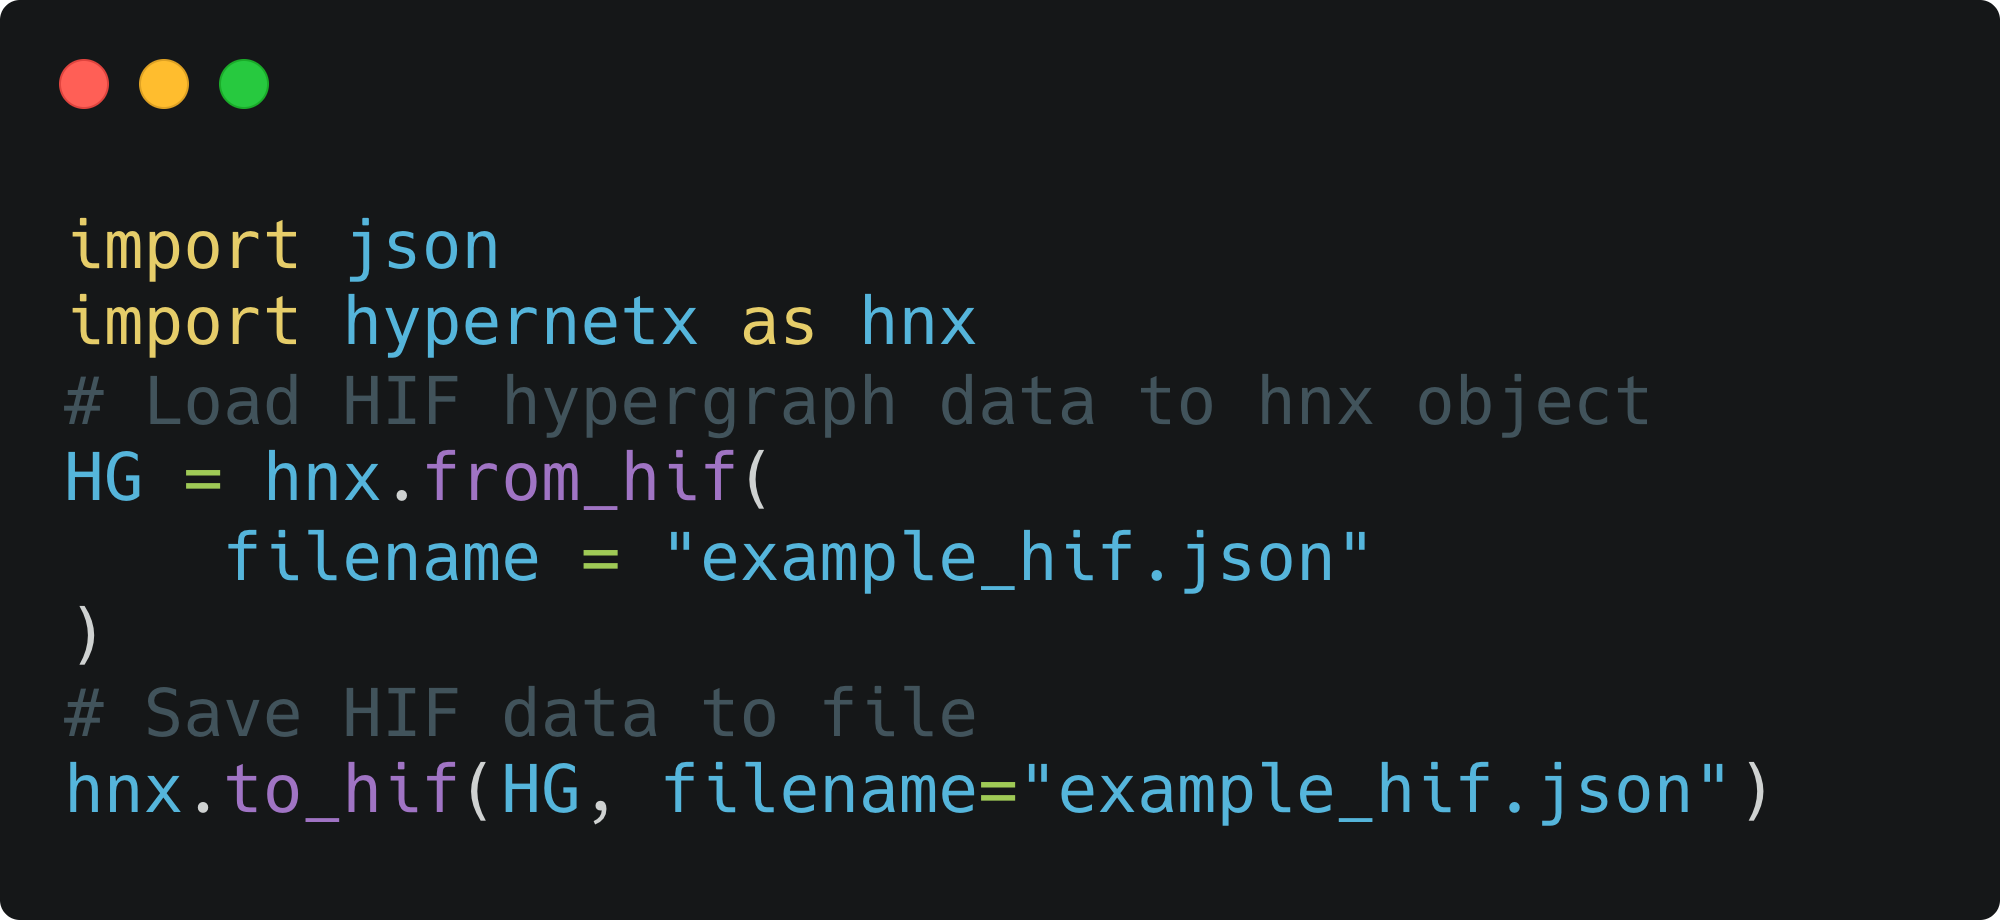 import json
import hypernetx as hnx
# Load HIF hypergraph data to hnx object
HG = hnx.from_hif(
    filename = "example_hif.json"
)
# Save HIF data to file
hnx.to_hif(HG, filename="example_hif.json")